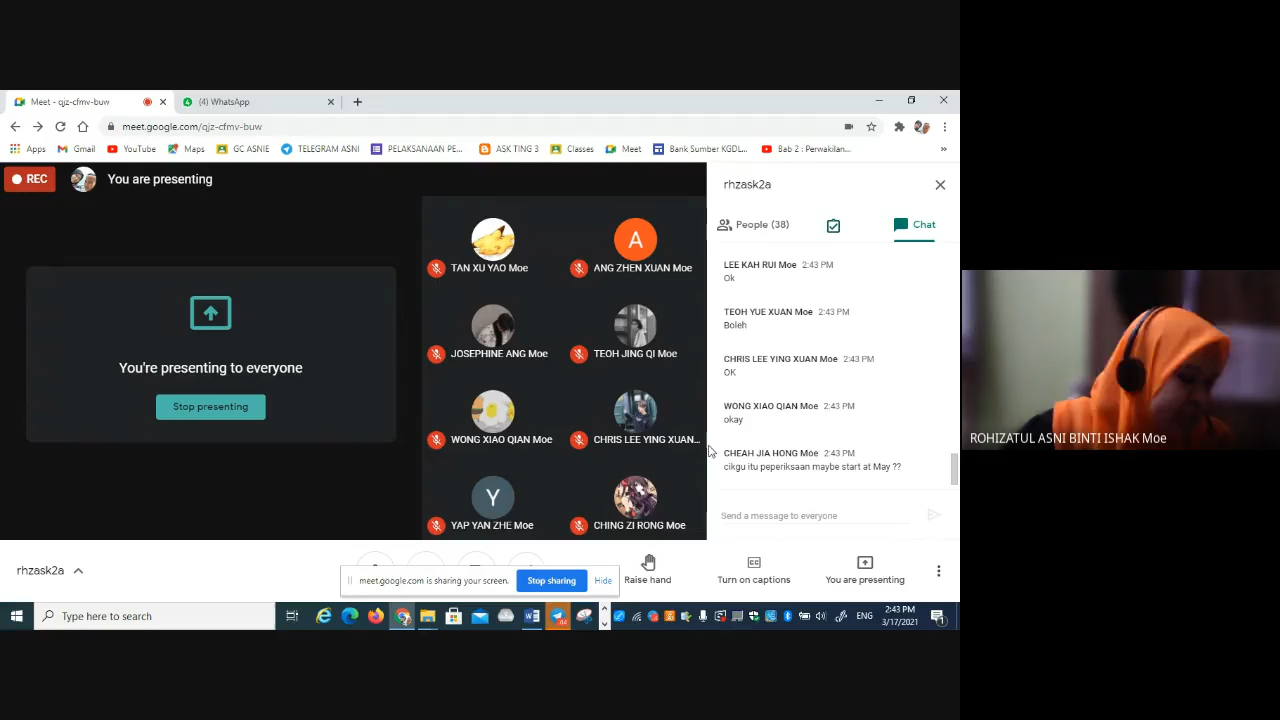 Meet - qjz-cfmv-buw
(4) WhatsApp
meet.google.com/qjz-cfmv-buw
Apps
Gmail
YouTube
Maps
GC ASNIE
TELEGRAM ASNI
PELAKSANAAN PE...
ASK TING 3
Classes
Meet
Bank Sumber KGDL...
Bab 2 : Perwakilan...
»
REC
You are presenting
rhzask2a
People (38)
Chat
You're presenting to everyone
Stop presenting
TAN XU YAO Moe
A
ANG ZHEN XUAN Moe
JOSEPHINE ANG Moe
TEOH JING QI Moe
WONG XIAO QIAN Moe
CHRIS LEE YING XUAN...
Y
YAP YAN ZHE Moe
CHING ZI RONG Moe
LEE KAH RUI Moe 2:43 PM
Ok
TEOH YUE XUAN Moe 2:43 PM
Boleh
CHRIS LEE YING XUAN Moe 2:43 PM
OK
WONG XIAO QIAN Moe 2:43 PM
okay
CHEAH JIA HONG Moe 2:43 PM
cikgu itu peperiksaan maybe start at May ??
Send a message to everyone
ROHIZATUL ASNI BINTI ISHAK Moe
rhzask2a
meet.google.com is sharing your screen.
Stop sharing
Hide
Raise hand
Turn on captions
You are presenting
Type here to search
ENG
2:43 PM
3/17/2021